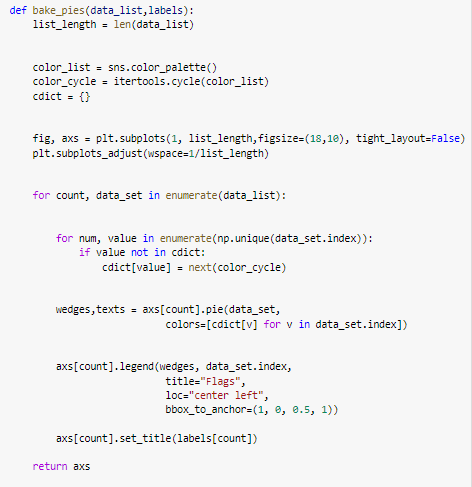 def bake_pies(data_list,labels):
    list_length = len(data_list)
    color_list = sns.color_palette()
    color_cycle = itertools.cycle(color_list)
    cdict = {}
    fig, axs = plt.subplots(1, list_length,figsize=(18,10), tight_layout=False)
    plt.subplots_adjust(wspace=1/list_length)
    for count, data_set in enumerate(data_list):
        for num, value in enumerate(np.unique(data_set.index)):
            if value not in cdict:
                cdict[value] = next(color_cycle)
        wedges,texts = axs[count].pie(data_set,
                           colors=[cdict[v] for v in data_set.index])
        axs[count].legend(wedges, data_set.index,
                           title="Flags",
                           loc="center left",
                           bbox_to_anchor=(1, 0, 0.5, 1))
        axs[count].set_title(labels[count])
    return axs